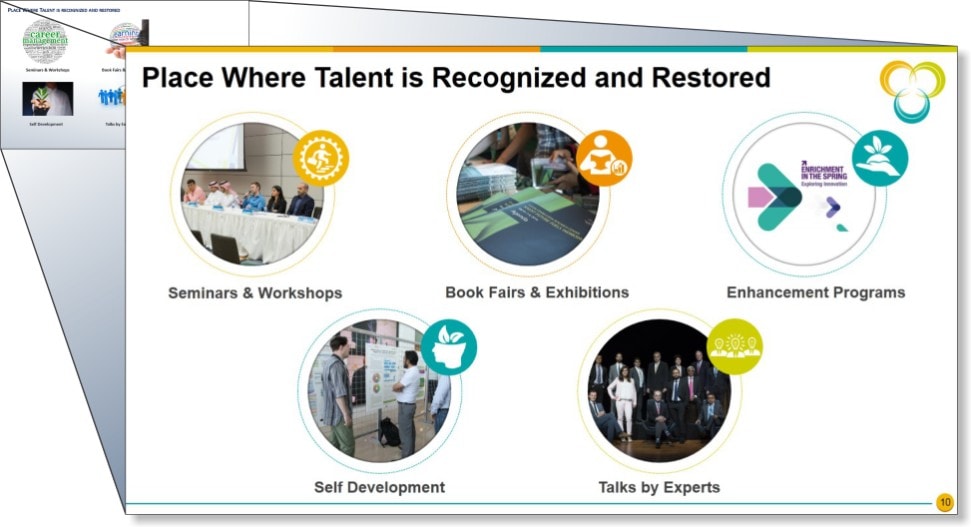 PLACE WHERE TALENT IS RECOGNIZED AND RESTORED
career
management
Seminars & Workshops
Book Fairs &
Self Development
Talks by
Place Where Talent is Recognized and Restored
ENRICHMENT
IN THE SPRING
Exploring Innovation
Seminars & Workshops
Book Fairs & Exhibitions
Enhancement Programs
Self Development
Talks by Experts
10